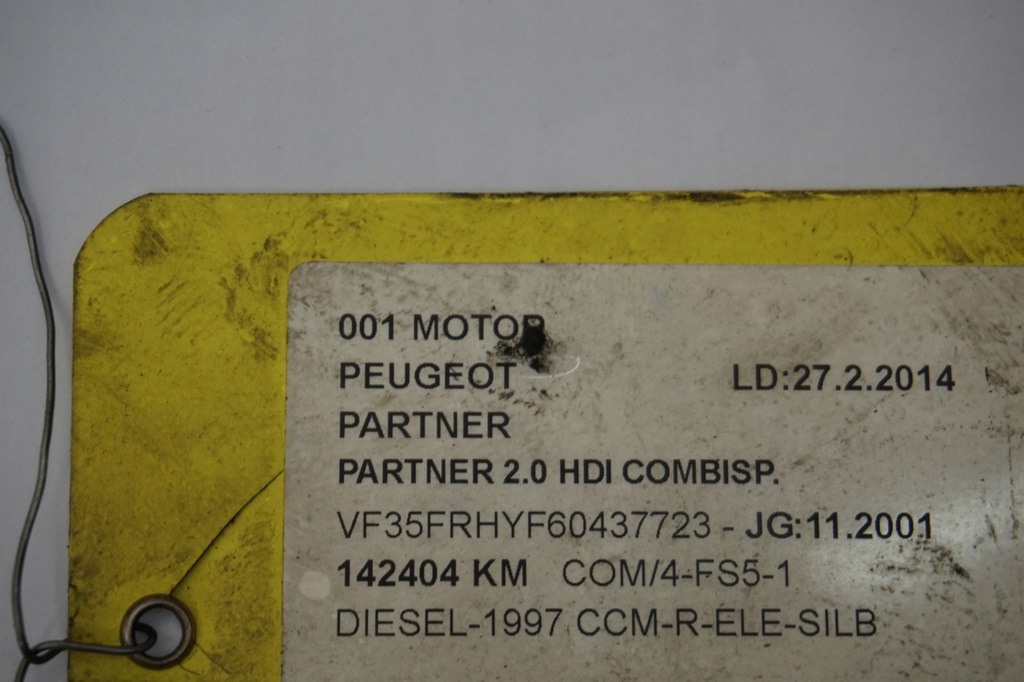 001 MOTOR
PEUGEOT LD:27.2.2014
PARTNER
PARTNER 2.0 HDI COMBISP.
VF35FRHYF60437723 - JG:11.2001
142404 KM COM/4-FS5-1
DIESEL-1997 CCM-R-ELE-SILB